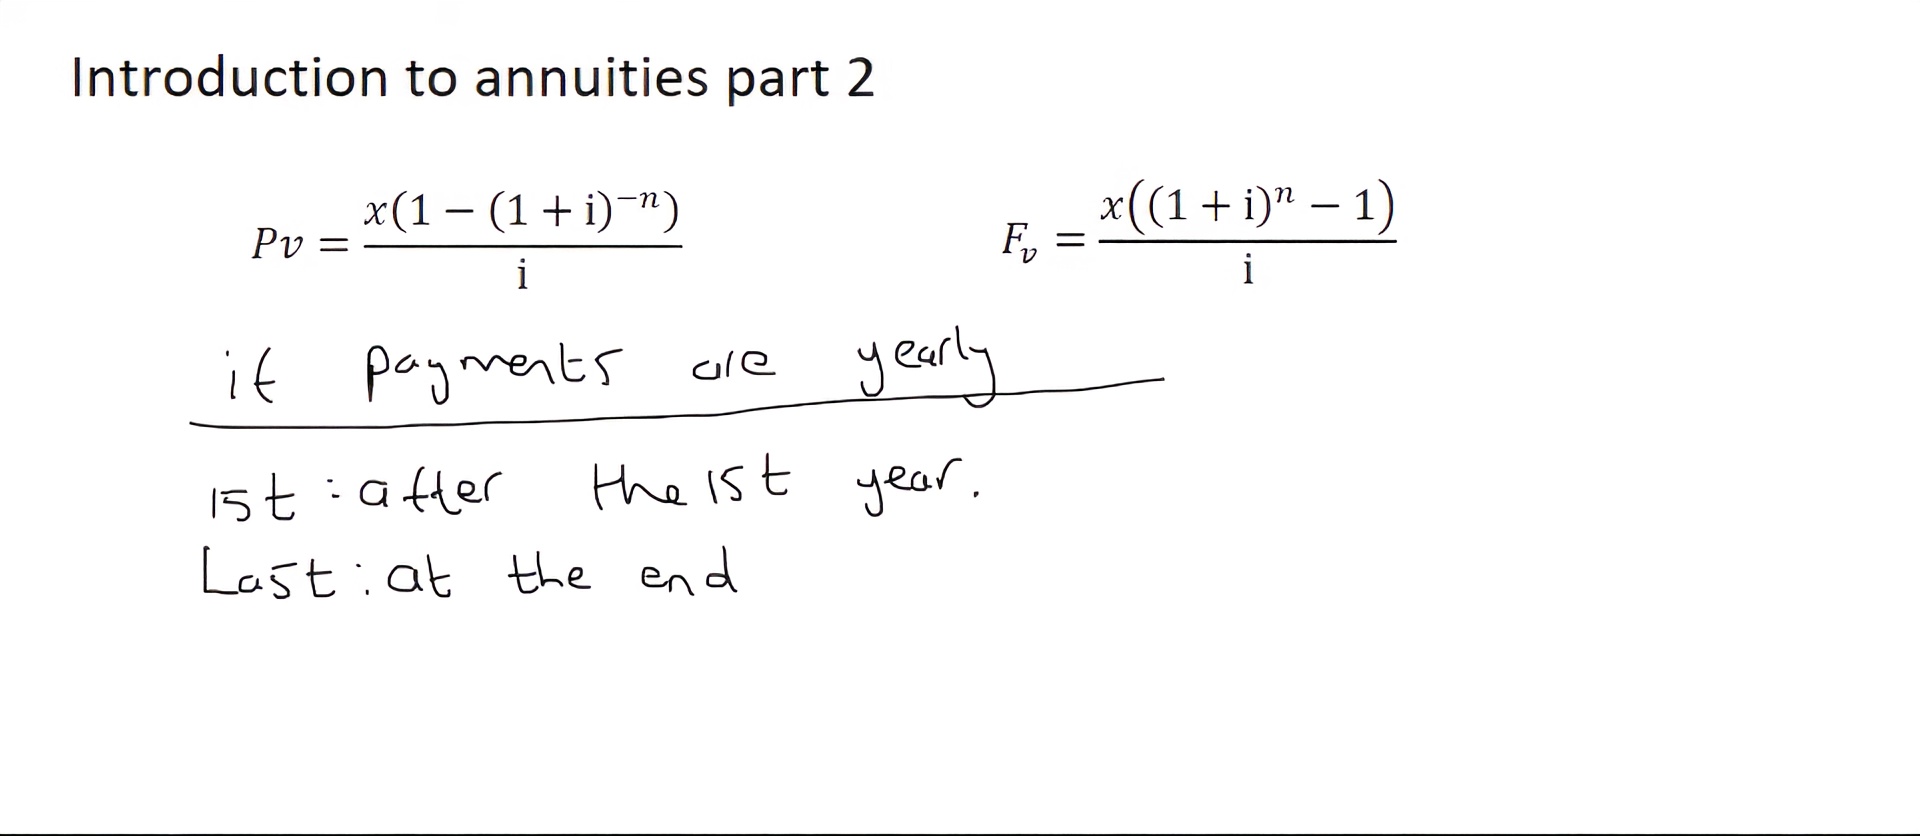 Introduction to annuities part 2
Pv = x(1 − (1 + i)⁻ⁿ) / i
Fᵥ = x((1 + i)ⁿ − 1) / i
if payments are yearly
1st : after the 1st year.
Last : at the end